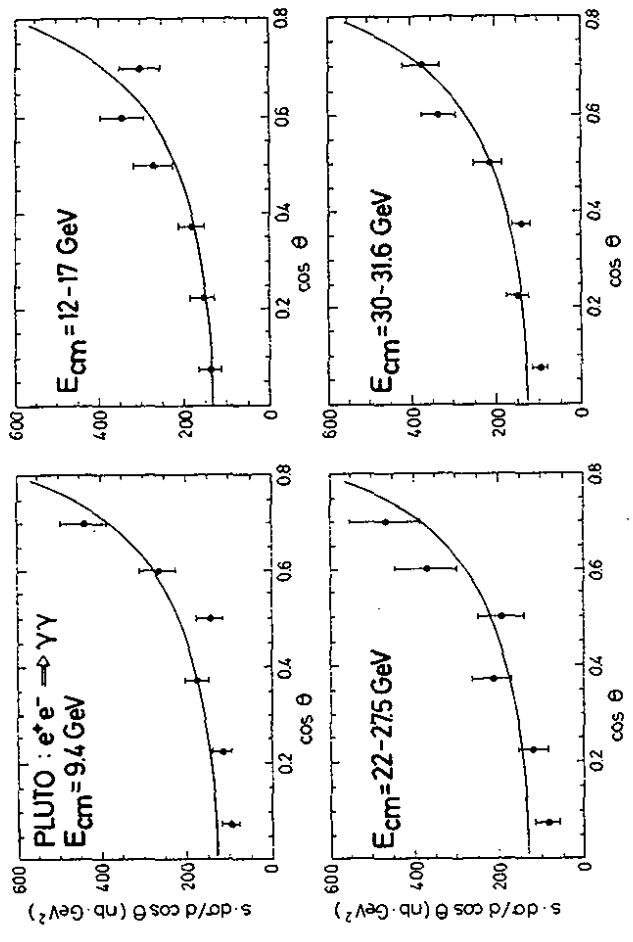 PLUTO : e⁺e⁻ ⇒ γγ
E_cm = 9.4 GeV
s·dσ/d cos θ (nb·GeV²)
600
400
200
0
0.2 0.4 0.6 0.8
cos θ
E_cm = 12-17 GeV
600
400
200
0
0.2 0.4 0.6 0.8
cos θ
E_cm = 22-27.5 GeV
s·dσ/d cos θ (nb·GeV²)
600
400
200
0
0.2 0.4 0.6 0.8
cos θ
E_cm = 30-31.6 GeV
600
400
200
0
0.2 0.4 0.6 0.8
cos θ